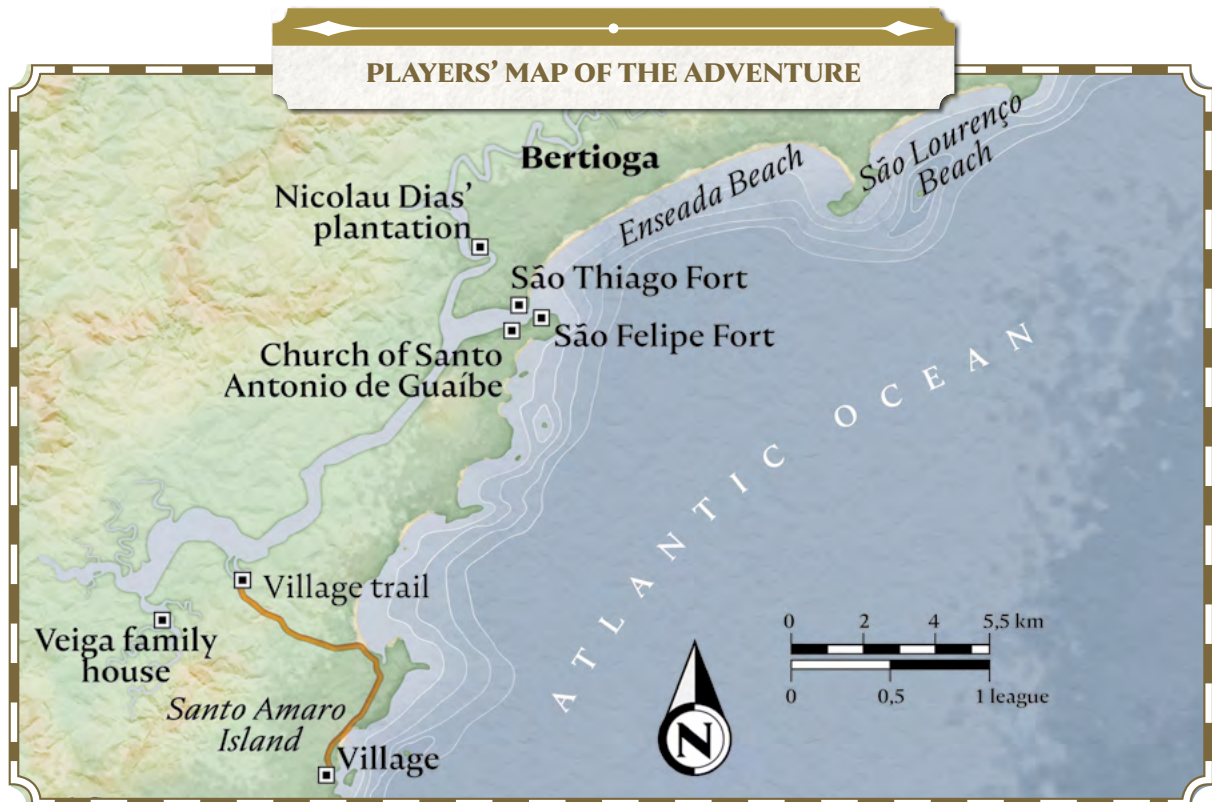 PLAYERS’ MAP OF THE ADVENTURE
Bertioga
São Lourenço
Beach
Enseada Beach
Nicolau Dias’
plantation
São Thiago Fort
São Felipe Fort
Church of Santo
Antonio de Guaíbe
ATLANTIC OCEAN
Village trail
Veiga family
house
Santo Amaro
Island
Village
0 2 4 5,5 km
0 0,5 1 league
N